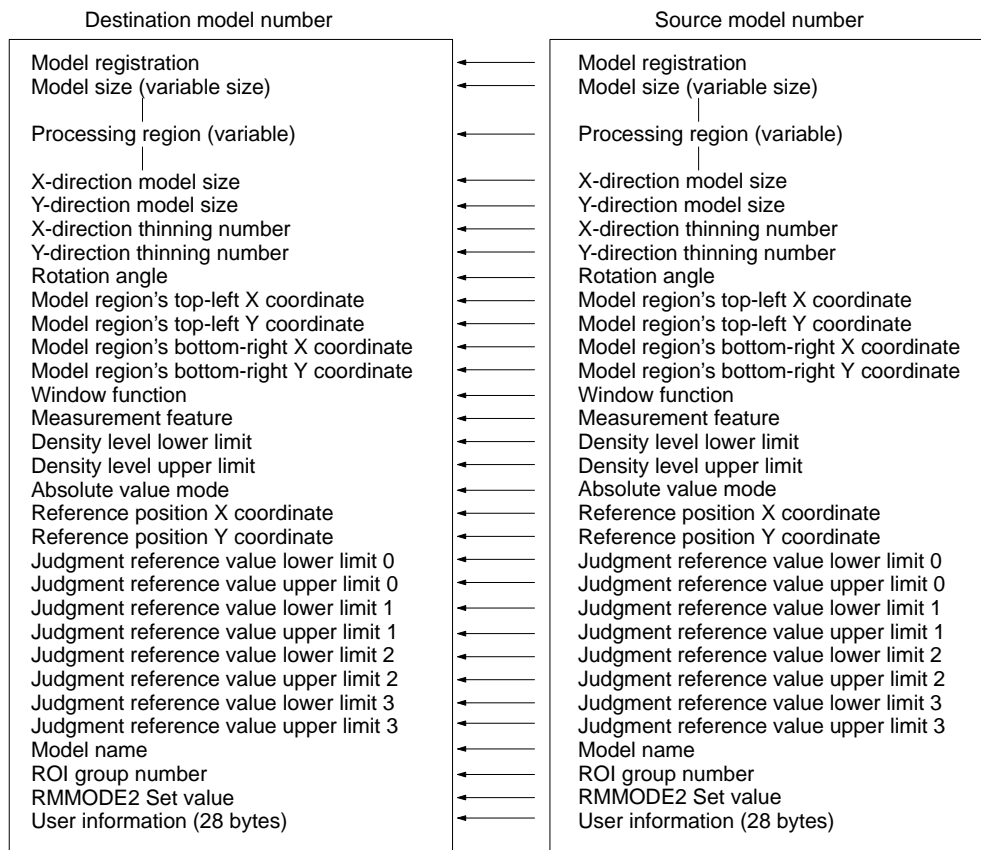 Destination model number
Model registration
Model size (variable size)
Processing region (variable)
X-direction model size
Y-direction model size
X-direction thinning number
Y-direction thinning number
Rotation angle
Model region’s top-left X coordinate
Model region’s top-left Y coordinate
Model region’s bottom-right X coordinate
Model region’s bottom-right Y coordinate
Window function
Measurement feature
Density level lower limit
Density level upper limit
Absolute value mode
Reference position X coordinate
Reference position Y coordinate
Judgment reference value lower limit 0
Judgment reference value upper limit 0
Judgment reference value lower limit 1
Judgment reference value upper limit 1
Judgment reference value lower limit 2
Judgment reference value upper limit 2
Judgment reference value lower limit 3
Judgment reference value upper limit 3
Model name
ROI group number
RMMODE2 Set value
User information (28 bytes)
Source model number
Model registration
Model size (variable size)
Processing region (variable)
X-direction model size
Y-direction model size
X-direction thinning number
Y-direction thinning number
Rotation angle
Model region’s top-left X coordinate
Model region’s top-left Y coordinate
Model region’s bottom-right X coordinate
Model region’s bottom-right Y coordinate
Window function
Measurement feature
Density level lower limit
Density level upper limit
Absolute value mode
Reference position X coordinate
Reference position Y coordinate
Judgment reference value lower limit 0
Judgment reference value upper limit 0
Judgment reference value lower limit 1
Judgment reference value upper limit 1
Judgment reference value lower limit 2
Judgment reference value upper limit 2
Judgment reference value lower limit 3
Judgment reference value upper limit 3
Model name
ROI group number
RMMODE2 Set value
User information (28 bytes)